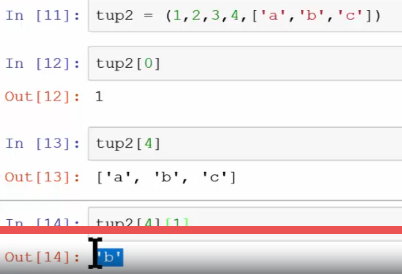 In [11]: tup2 = (1,2,3,4,['a','b','c'])
In [12]: tup2[0]
Out[12]: 1
In [13]: tup2[4]
Out[13]: ['a', 'b', 'c']
In [14]: tup2[4][1]
Out[14]: 'b'